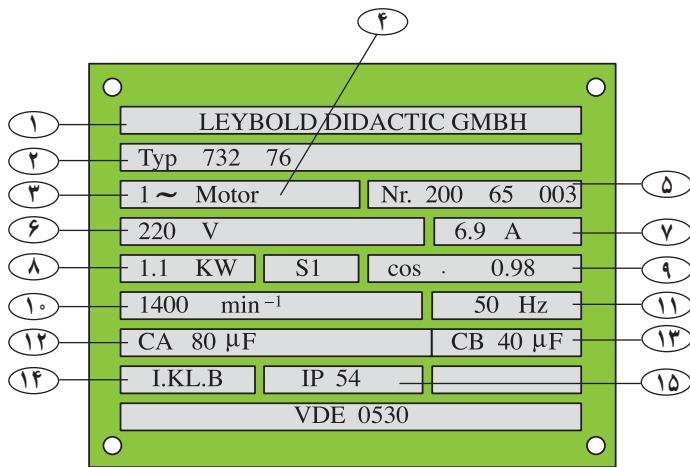 ۴
۱ LEYBOLD DIDACTIC GMBH
۲ Typ 732 76
۳ 1~ Motor Nr. 200 65 003 ۵
۶ 220 V 6.9 A ۷
۸ 1.1 KW S1 cos . 0.98 ۹
۱۰ 1400 min⁻¹ 50 Hz ۱۱
۱۲ CA 80 µF CB 40 µF ۱۳
۱۴ I.KL.B IP 54 ۱۵
VDE 0530